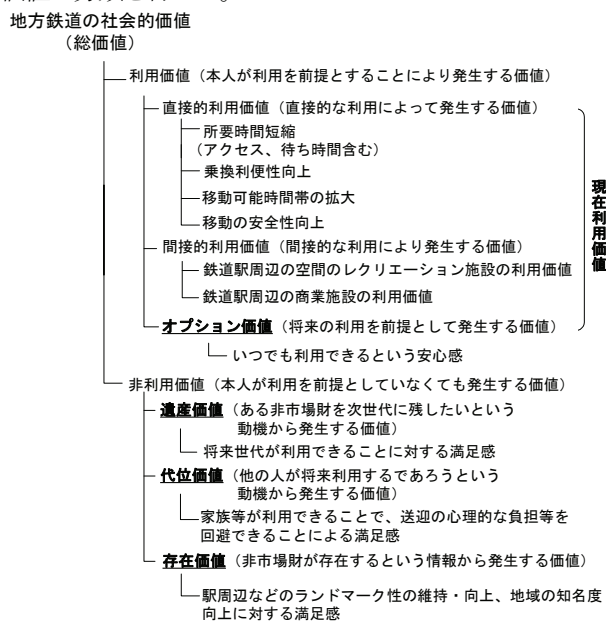 地方鉄道の社会的価値
（総価値）
利用価値（本人が利用を前提とすることにより発生する価値）
直接的利用価値（直接的な利用によって発生する価値）
所要時間短縮
（アクセス、待ち時間含む）
乗換利便性向上
移動可能時間帯の拡大
移動の安全性向上
間接的利用価値（間接的な利用により発生する価値）
鉄道駅周辺の空間のレクリエーション施設の利用価値
鉄道駅周辺の商業施設の利用価値
オプション価値（将来の利用を前提として発生する価値）
いつでも利用できるという安心感
現在利用価値
非利用価値（本人が利用を前提としていなくても発生する価値）
遺産価値（ある非市場財を次世代に残したいという
動機から発生する価値）
将来世代が利用できることに対する満足感
代位価値（他の人が将来利用するであろうという
動機から発生する価値）
家族等が利用できることで、送迎の心理的な負担等を
回避できることによる満足感
存在価値（非市場財が存在するという情報から発生する価値）
駅周辺などのランドマーク性の維持・向上、地域の知名度
向上に対する満足感